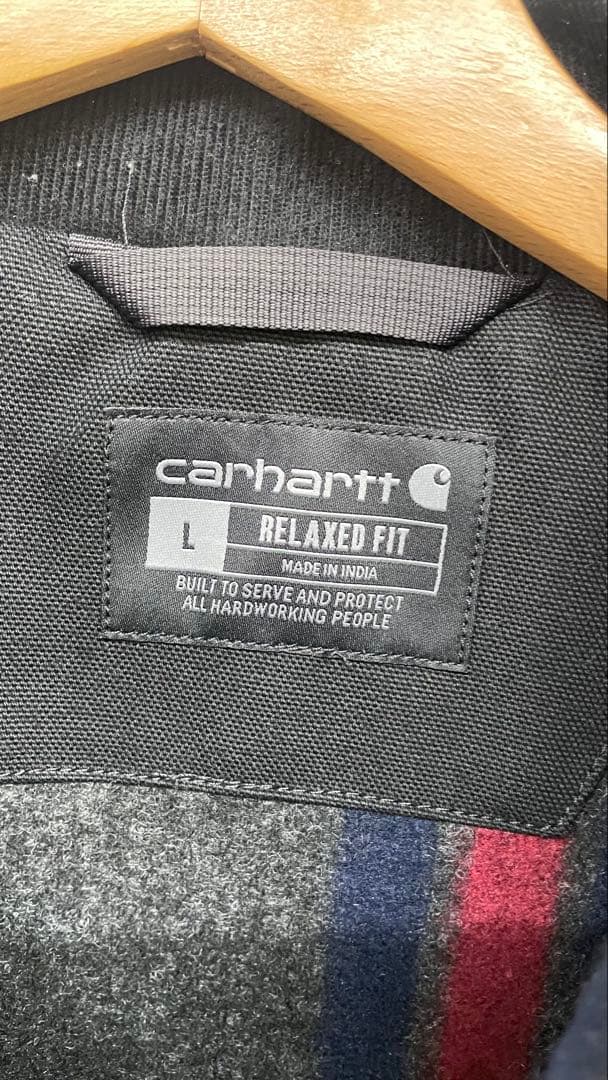 carhartt
L
RELAXED FIT
MADE IN INDIA
BUILT TO SERVE AND PROTECT
ALL HARDWORKING PEOPLE